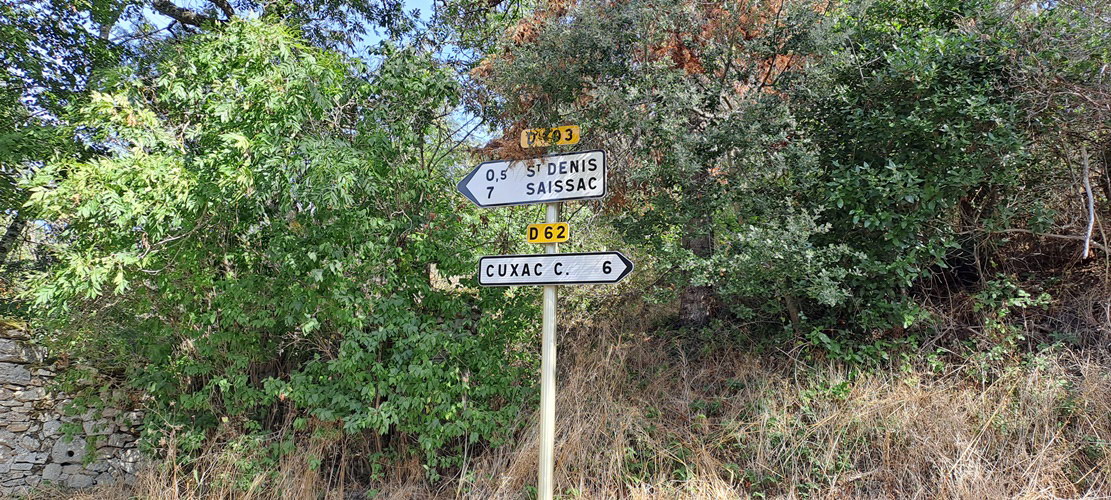 0,5 ST DENIS
7 SAISSAC
D 62
CUXAC C. 6